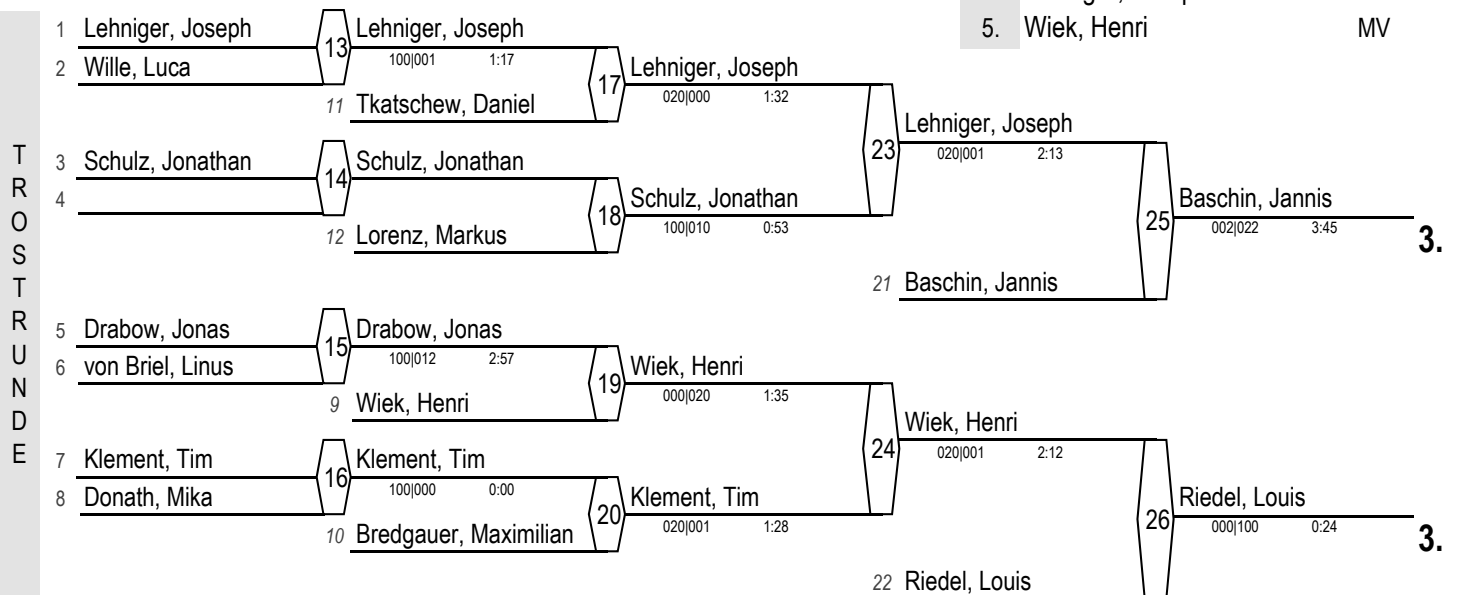 5. Wiek, Henri MV
TROSTRUNDE
1 Lehniger, Joseph 13 Lehniger, Joseph
100|001 1:17
2 Wille, Luca
17 Lehniger, Joseph
020|000 1:32
11 Tkatschew, Daniel
23 Lehniger, Joseph
020|001 2:13
3 Schulz, Jonathan 14 Schulz, Jonathan
4
18 Schulz, Jonathan
100|010 0:53
12 Lorenz, Markus
25 Baschin, Jannis
002|022 3:45
3.
21 Baschin, Jannis
5 Drabow, Jonas 15 Drabow, Jonas
100|012 2:57
6 von Briel, Linus
19 Wiek, Henri
000|020 1:35
9 Wiek, Henri
24 Wiek, Henri
020|001 2:12
7 Klement, Tim 16 Klement, Tim
100|000 0:00
8 Donath, Mika
20 Klement, Tim
020|001 1:28
10 Bredgauer, Maximilian
26 Riedel, Louis
000|100 0:24
3.
22 Riedel, Louis